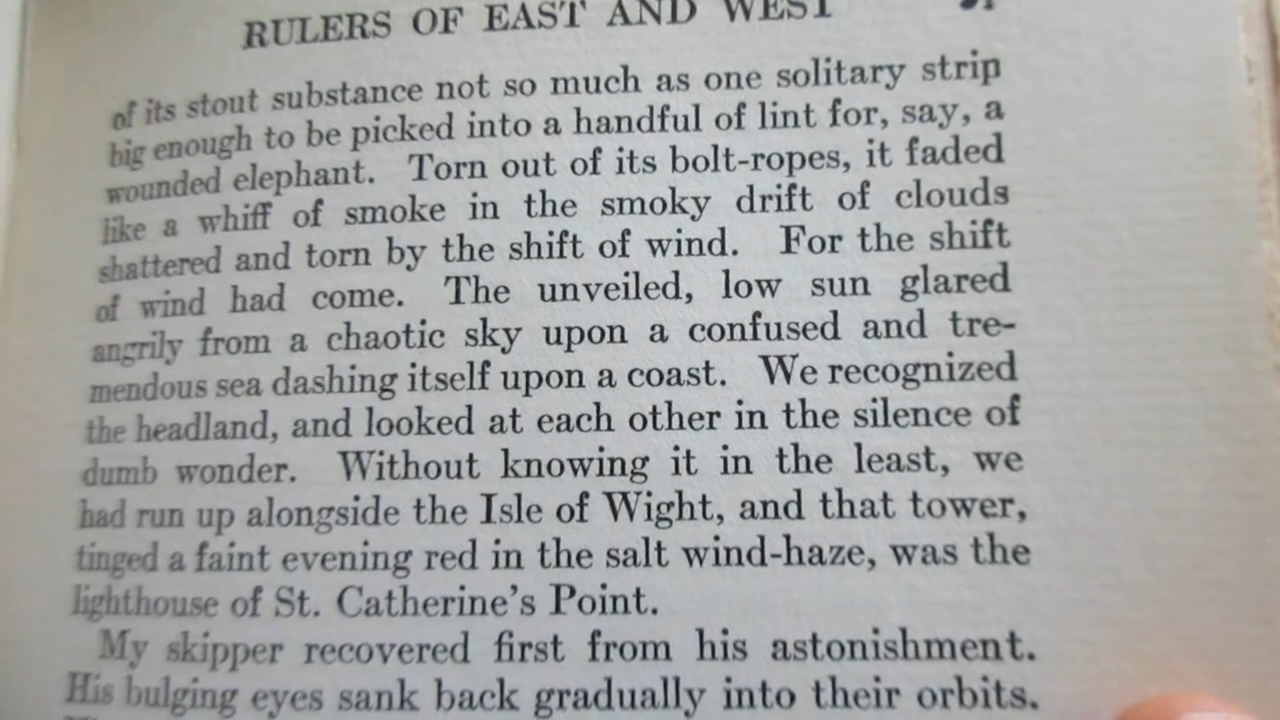 RULERS OF EAST AND WEST
of its stout substance not so much as one solitary strip
big enough to be picked into a handful of lint for, say, a
wounded elephant. Torn out of its bolt-ropes, it faded
like a whiff of smoke in the smoky drift of clouds
shattered and torn by the shift of wind. For the shift
of wind had come. The unveiled, low sun glared
angrily from a chaotic sky upon a confused and tre-
mendous sea dashing itself upon a coast. We recognized
the headland, and looked at each other in the silence of
dumb wonder. Without knowing it in the least, we
had run up alongside the Isle of Wight, and that tower,
tinged a faint evening red in the salt wind-haze, was the
lighthouse of St. Catherine's Point.
My skipper recovered first from his astonishment.
His bulging eyes sank back gradually into their orbits.